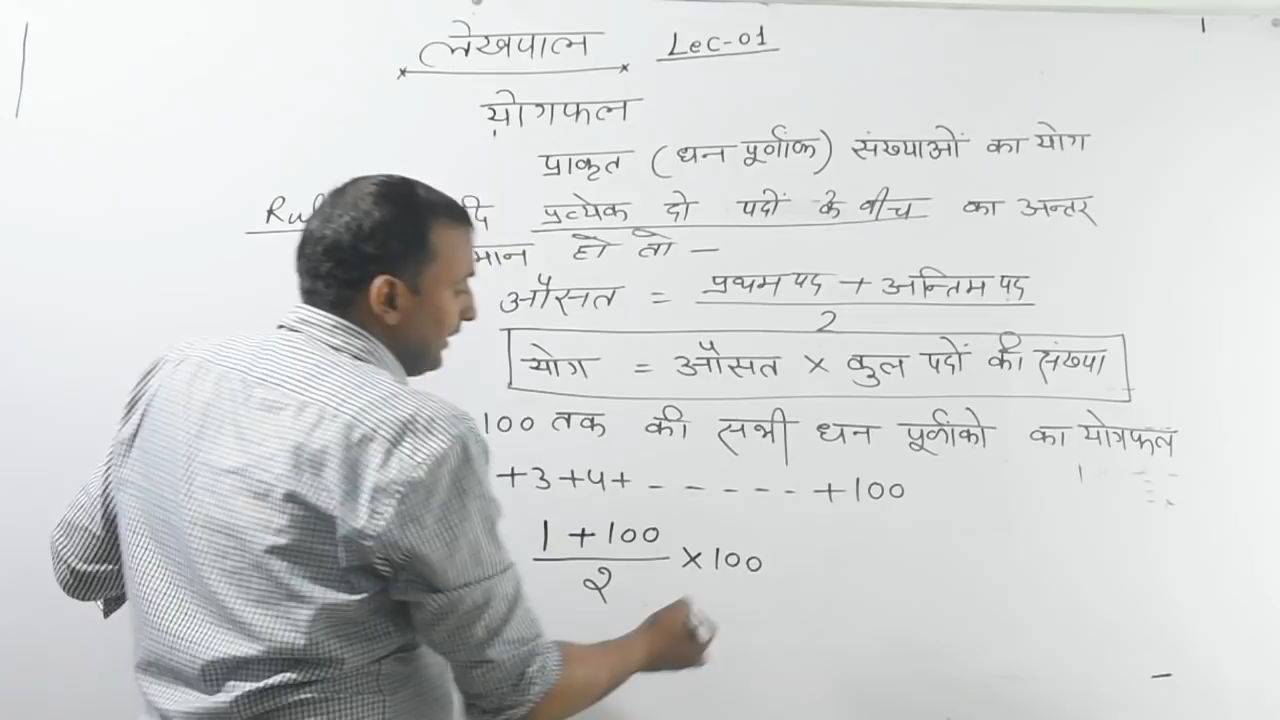 लेखपाल Lec-01
योगफल
प्राकृत (धन पूर्णांक) संख्याओं का योग
प्रत्येक दो पदों के बीच का अन्तर
हो तो —
औसत = प्रथम पद + अन्तिम पद
2
योग = औसत × कुल पदों की संख्या
100 तक की सभी धन पूर्णांको का योगफल
+3+4+ - - - - - +100
1 + 100
२
×100